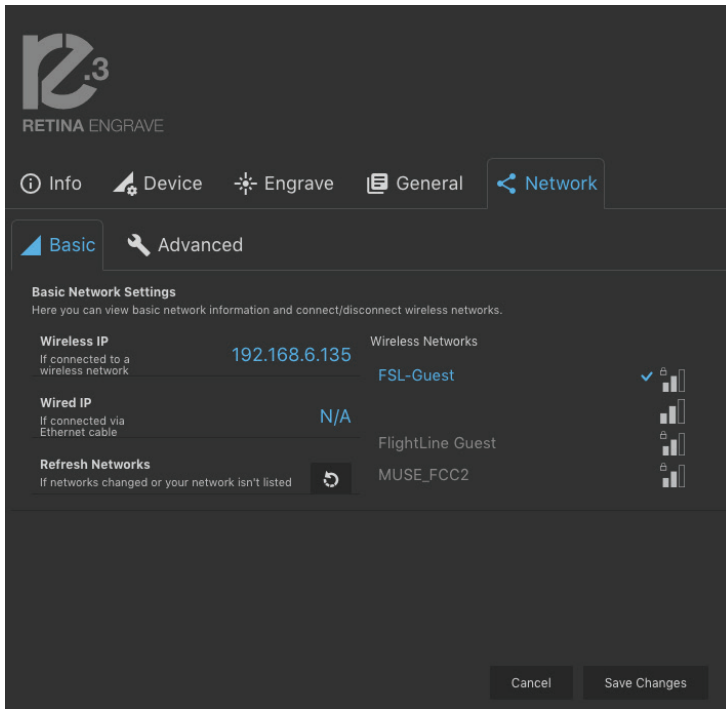 re.3
RETINA ENGRAVE
Info Device Engrave General Network
Basic Advanced
Basic Network Settings
Here you can view basic network information and connect/disconnect wireless networks.
Wireless IP
If connected to a
wireless network
192.168.6.135
Wired IP
If connected via
Ethernet cable
N/A
Refresh Networks
If networks changed or your network isn't listed
Wireless Networks
FSL-Guest
FlightLine Guest
MUSE_FCC2
Cancel Save Changes